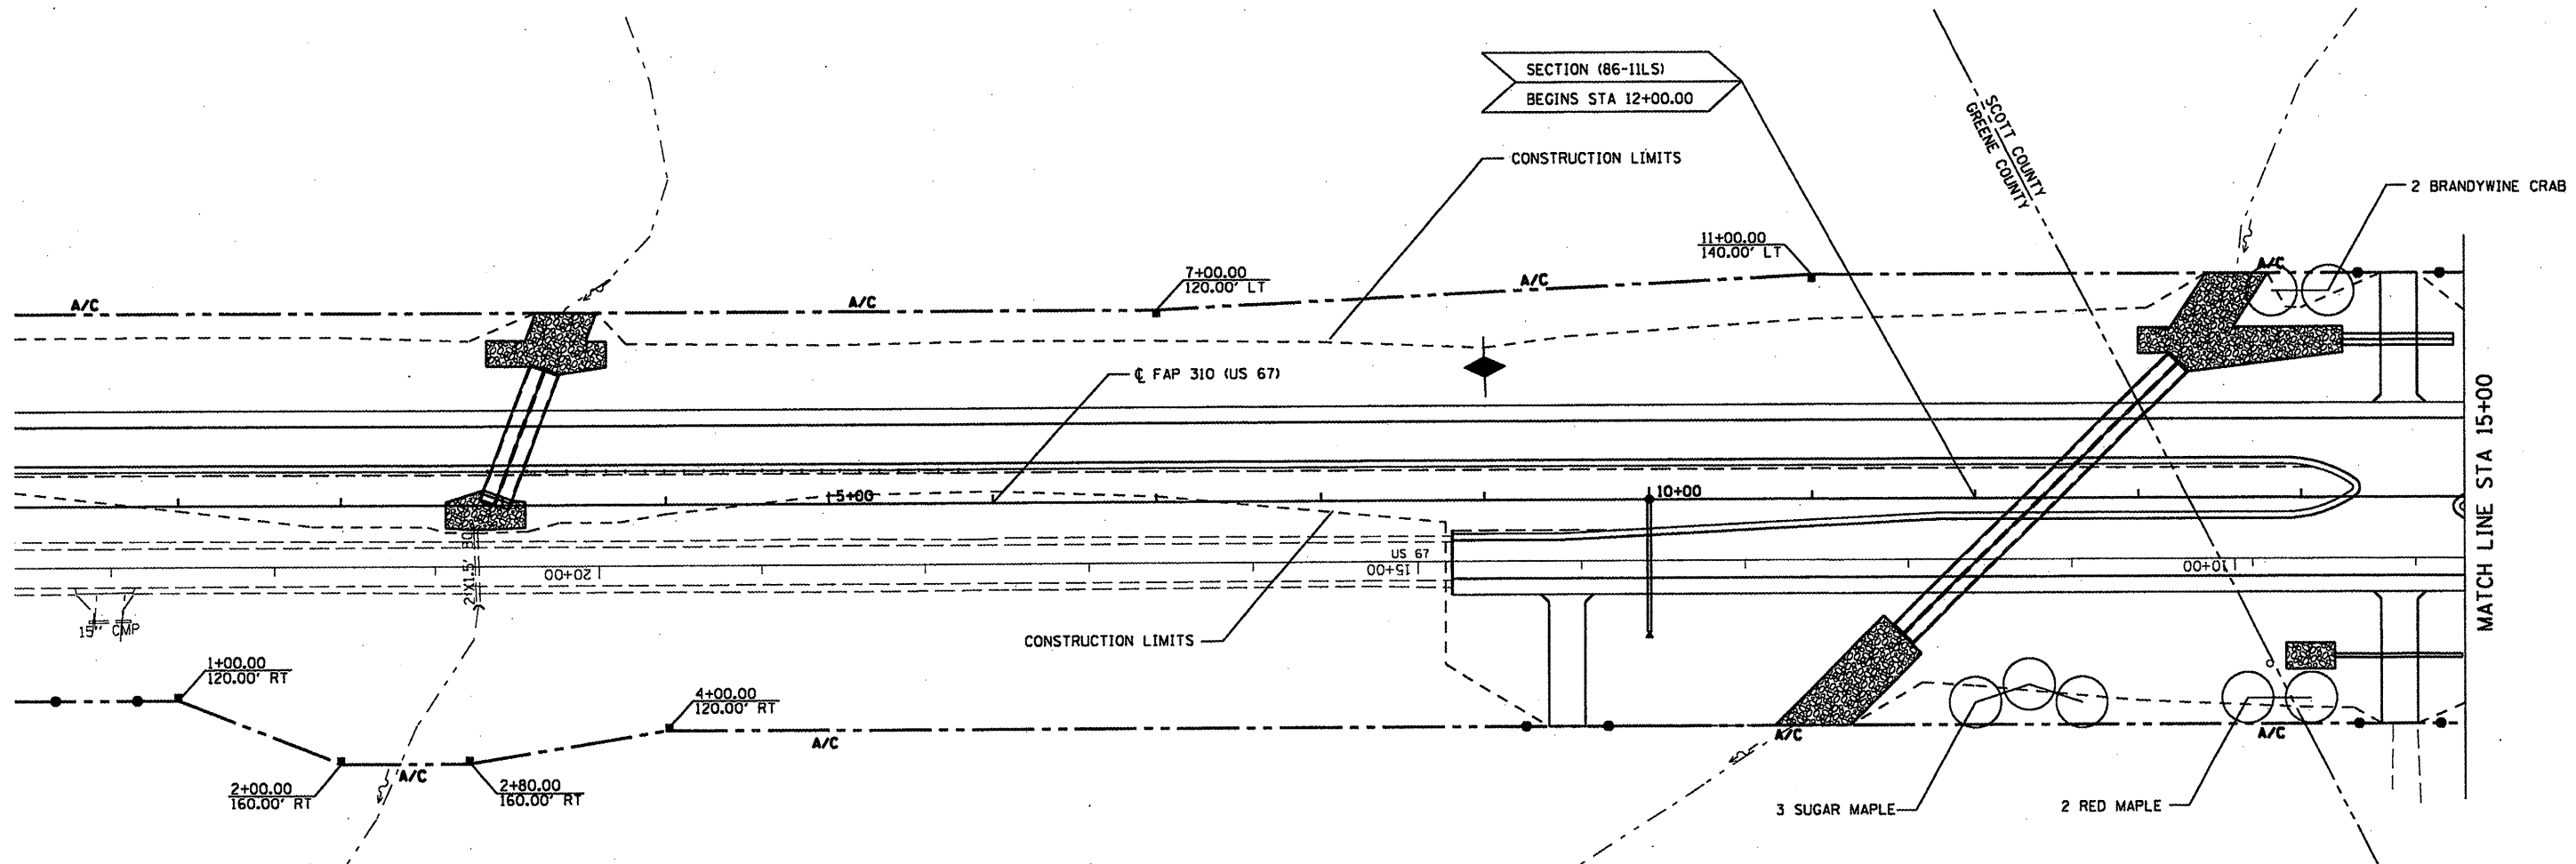 SECTION (86-11LS)
BEGINS STA 12+00.00
CONSTRUCTION LIMITS
SCOTT COUNTY
GREENE COUNTY
2 BRANDYWINE CRAB
11+00.00
140.00' LT
7+00.00
120.00' LT
A/C
A/C
A/C
A/C
℄ FAP 310 (US 67)
MATCH LINE STA 15+00
5+00
10+00
US 67
20+00
15+00
10+00
2'X1.5'
15" CMP
CONSTRUCTION LIMITS
1+00.00
120.00' RT
4+00.00
120.00' RT
A/C
A/C
A/C
A/C
2+00.00
160.00' RT
2+80.00
160.00' RT
3 SUGAR MAPLE
2 RED MAPLE